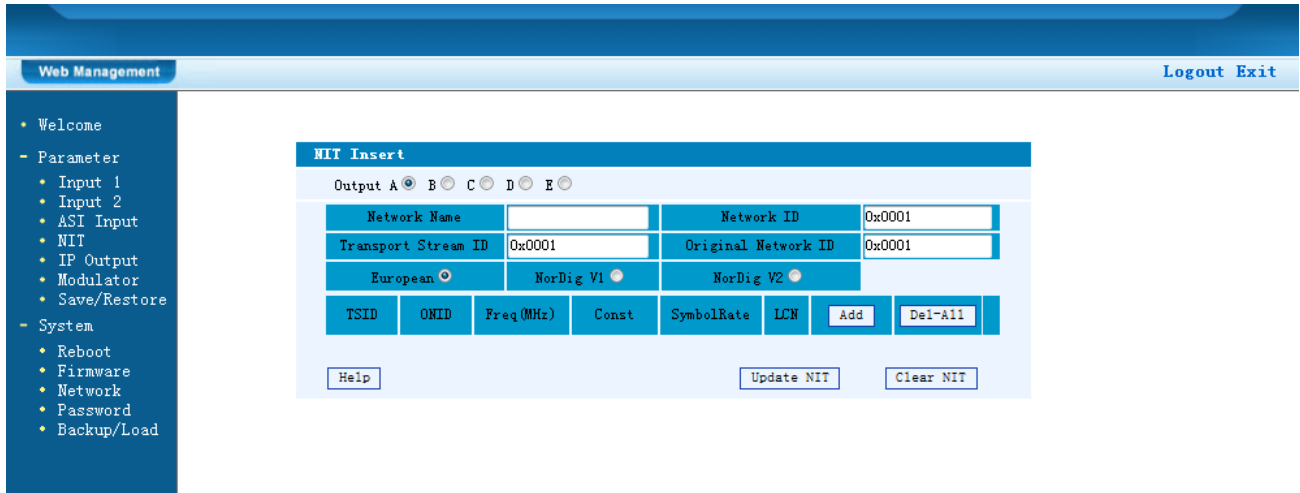 Web Management
Logout Exit
Welcome
Parameter
Input 1
Input 2
ASI Input
NIT
IP Output
Modulator
Save/Restore
System
Reboot
Firmware
Network
Password
Backup/Load
NIT Insert
Output A B C D E
Network Name Network ID 0x0001
Transport Stream ID 0x0001 Original Network ID 0x0001
European NorDig V1 NorDig V2
TSID ONID Freq(MHz) Const SymbolRate LCN Add Del-All
Help Update NIT Clear NIT